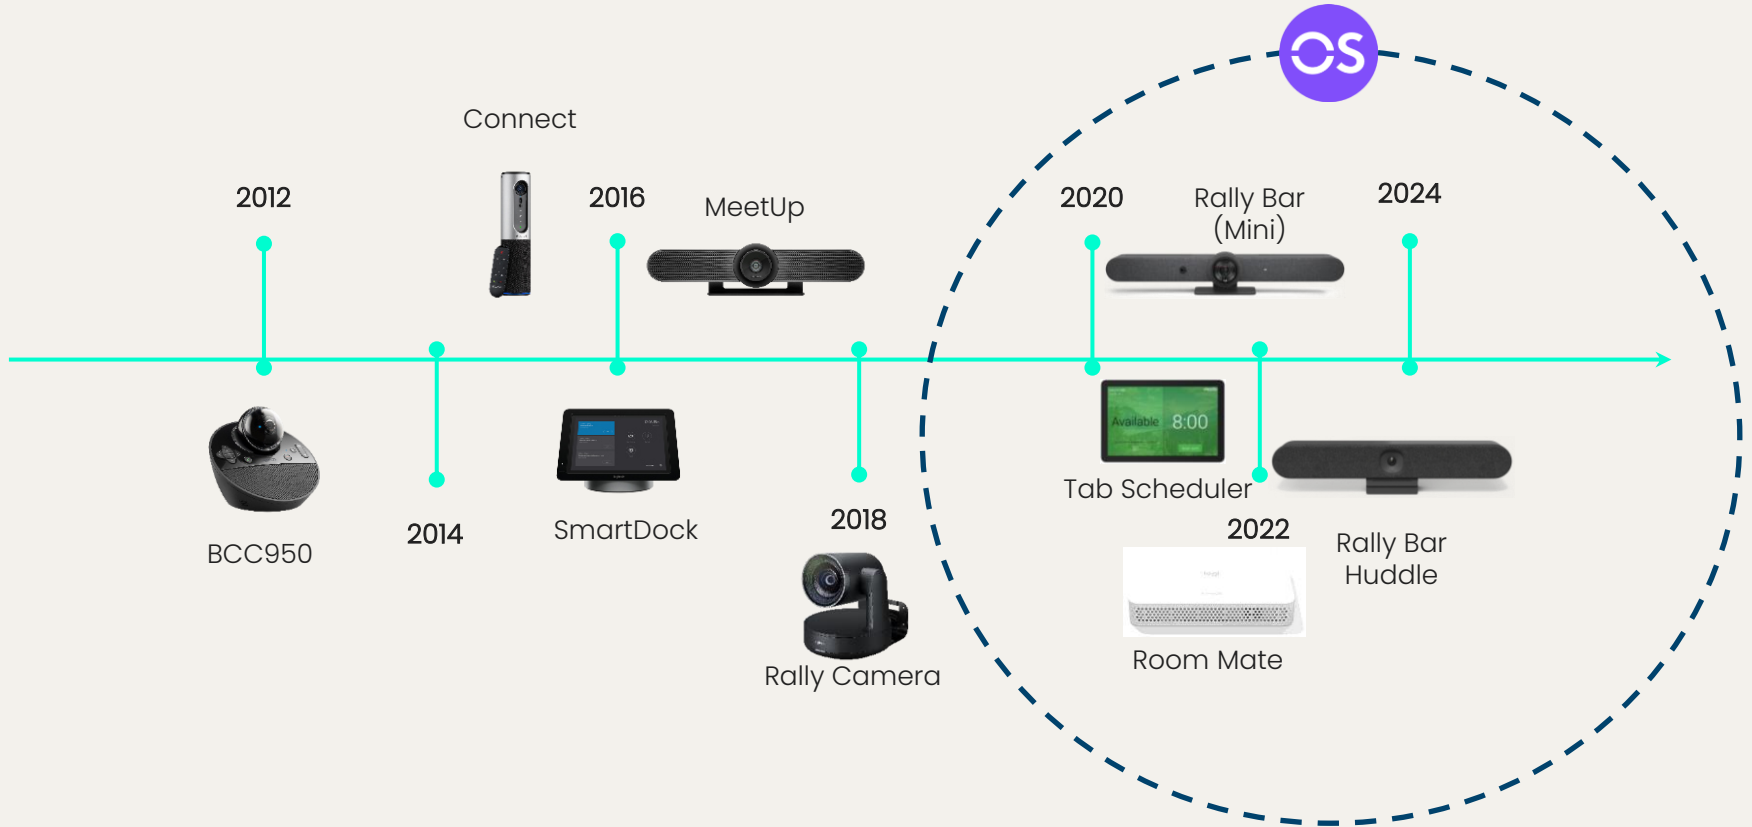 OS
Connect
2012
2016
MeetUp
2020
Rally Bar
(Mini)
2024
Available
8:00
Tab Scheduler
2014
SmartDock
2018
2022
BCC950
Rally Bar
Huddle
Rally Camera
Room Mate